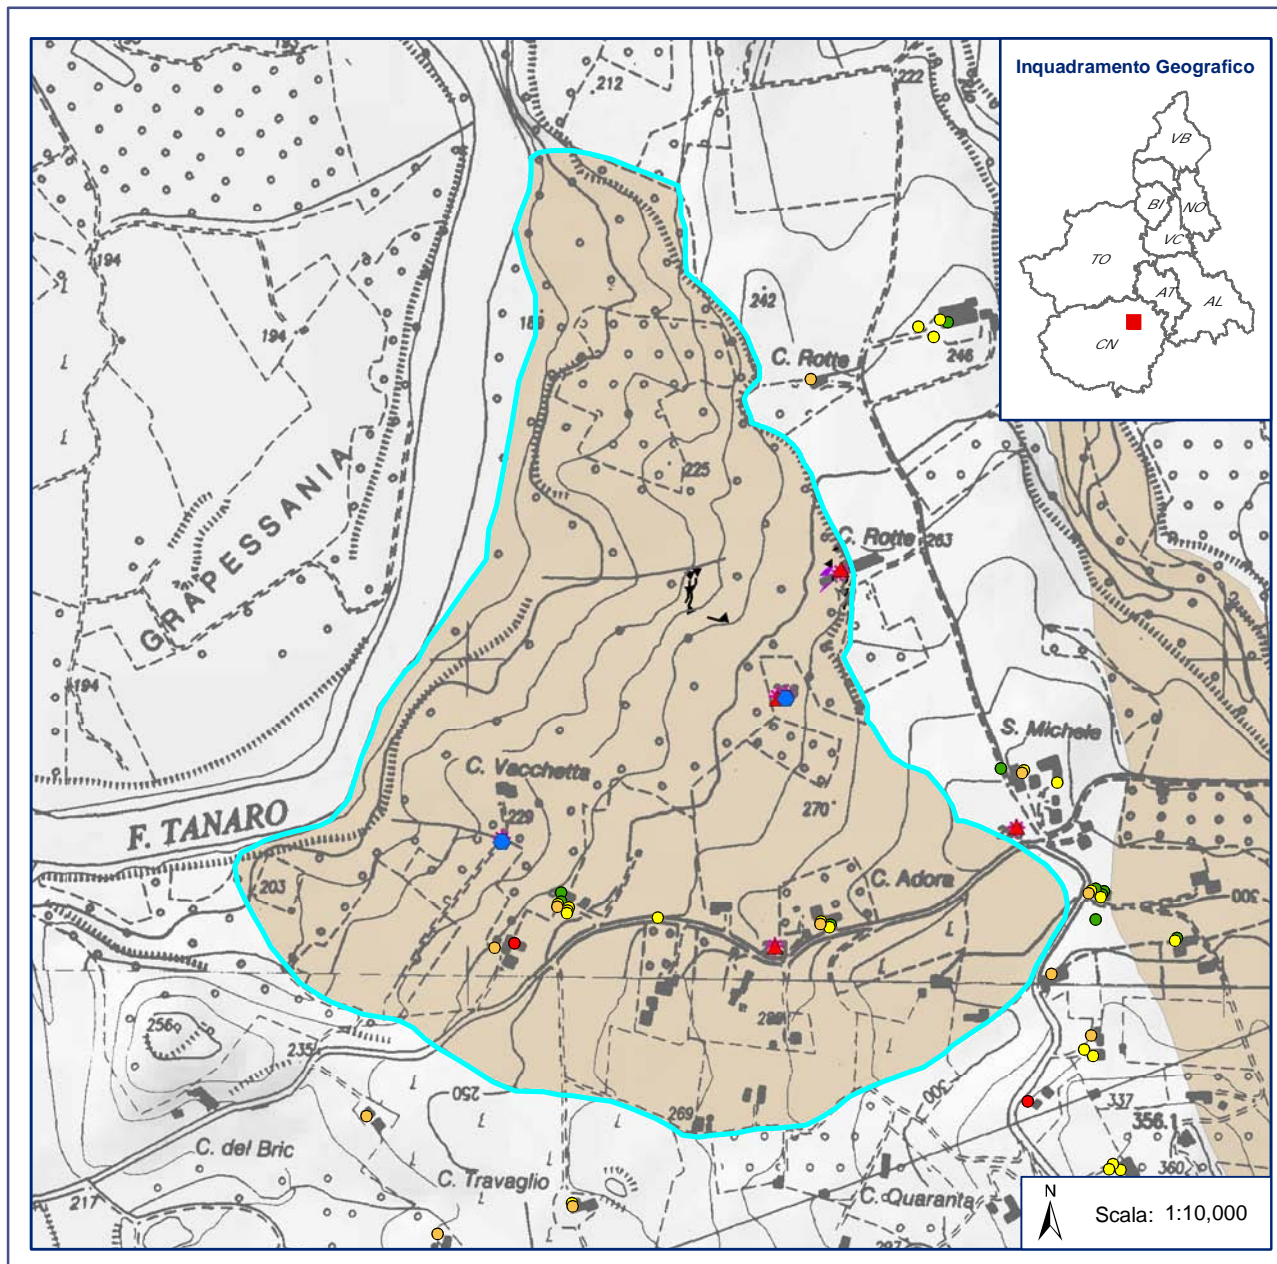 Inquadramento Geografico
VB
BI
NO
VC
TO
AT
AL
CN
212
222
194
194
242
C. Rotte
246
225
GRAPESSANIA
C. Rotte
263
194
S. Michele
C. Vacchetta
229
270
F. TANARO
203
C. Adora
300
256
235
250
269
300
337
356.1
360
C. del Bric
C. Travaglio
C. Quaranta
217
297
N
Scala: 1:10,000